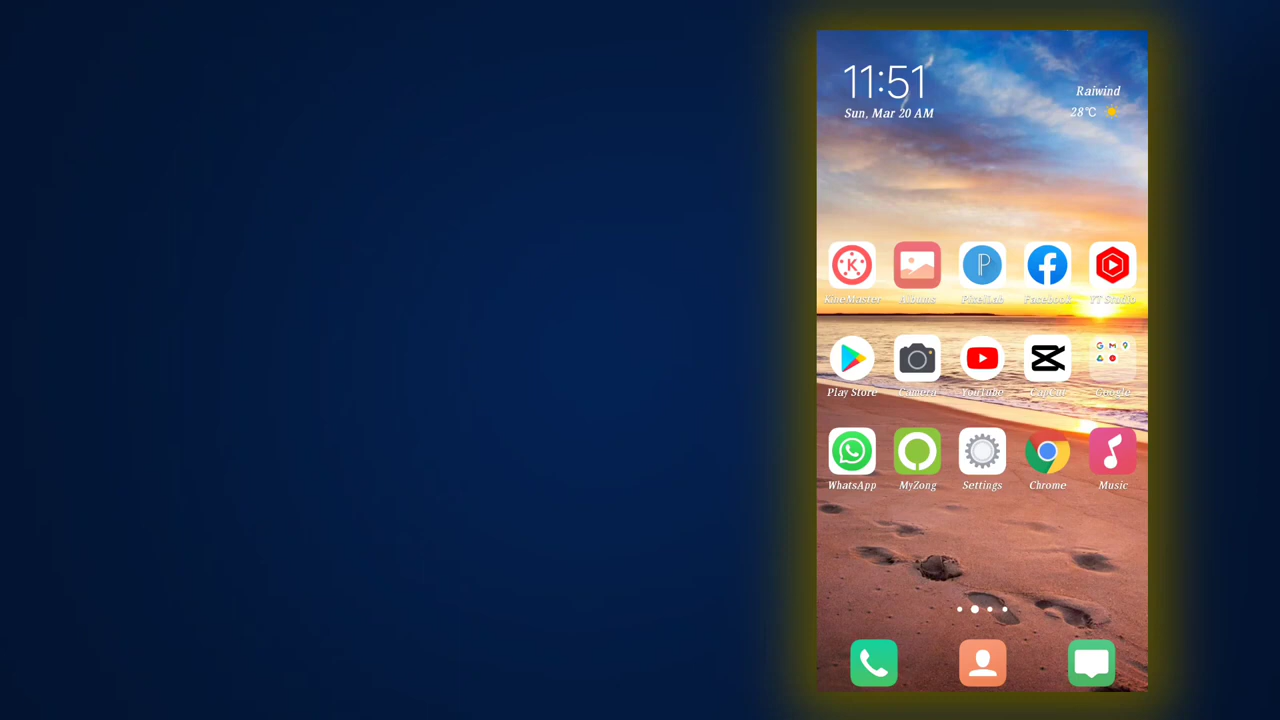 11:51
Sun, Mar 20 AM
Raiwind
28°C
KineMaster Albums PixelLab Facebook YT Studio
Play Store Camera YouTube CapCut Google
WhatsApp MyZong Settings Chrome Music